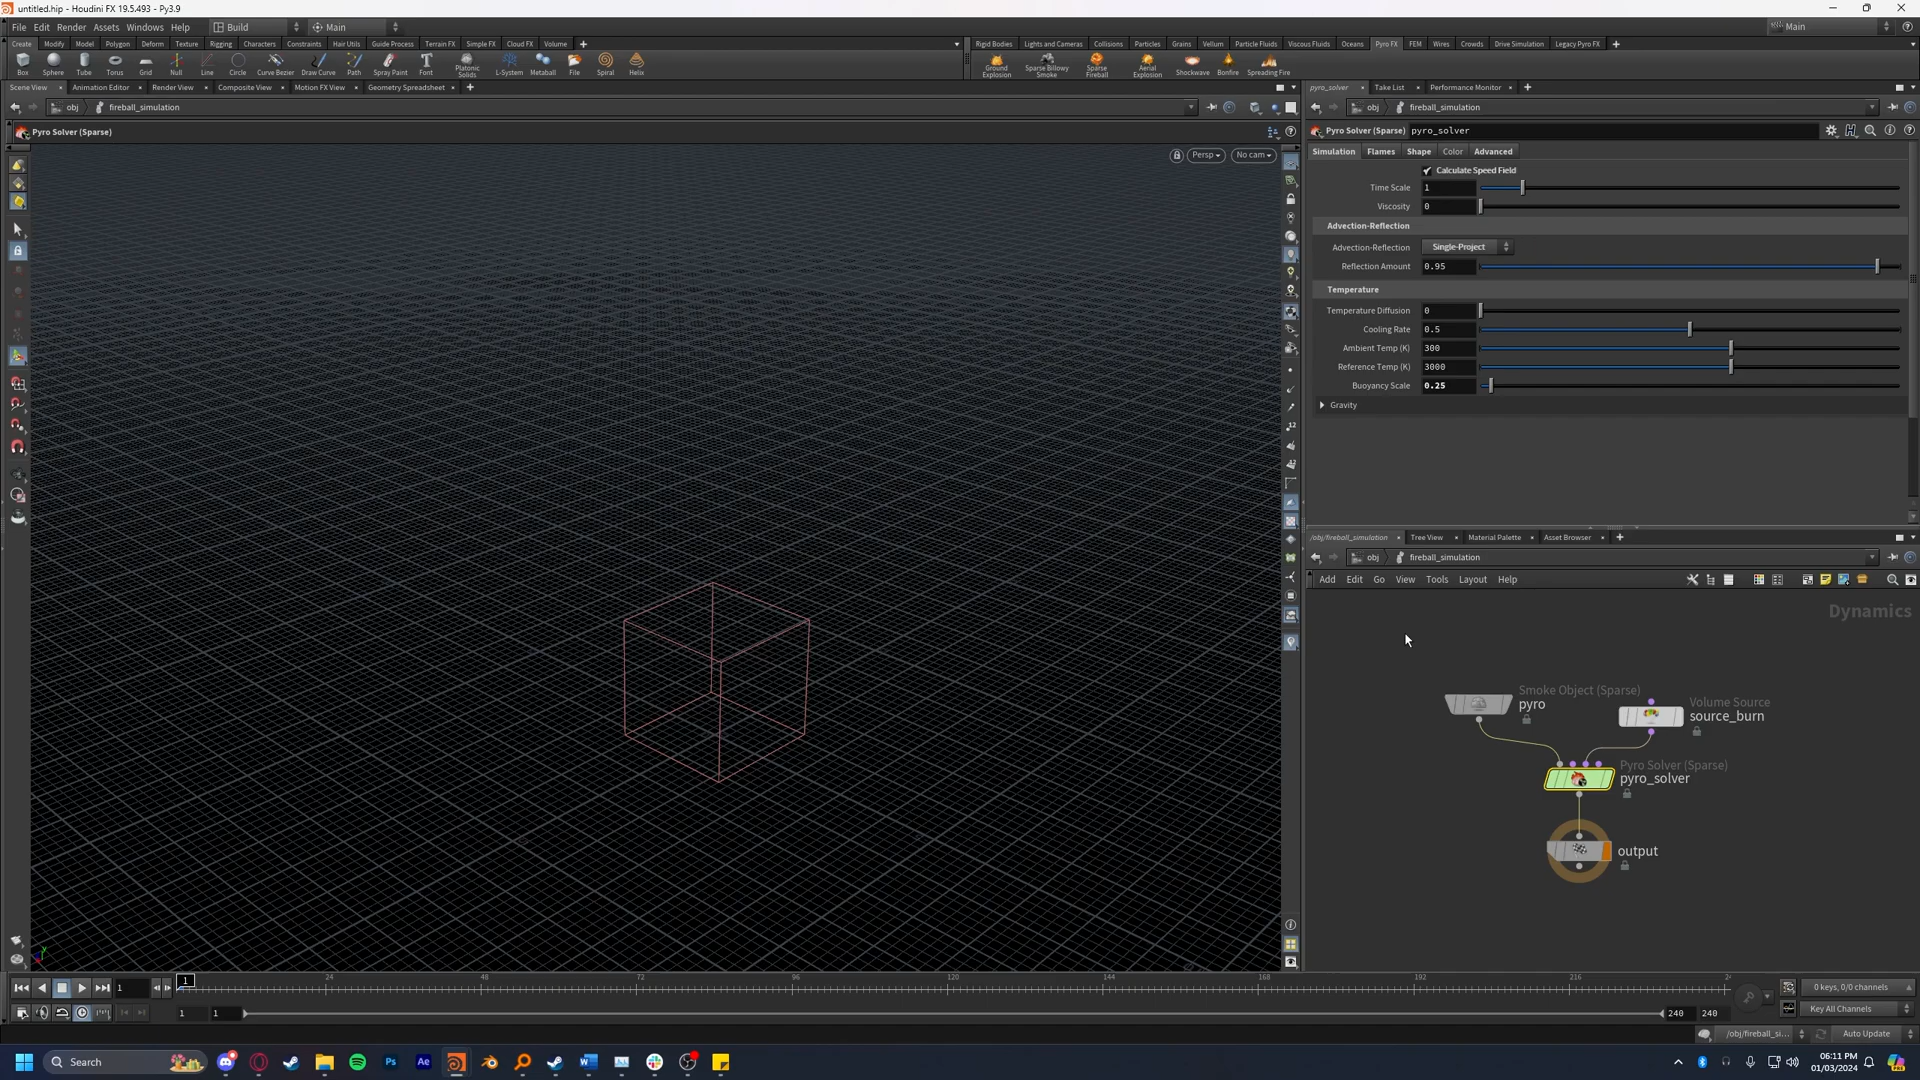 untitled.hip - Houdini FX 19.5.493 - Py3.9
File Edit Render Assets Windows Help Build Main Main
Create Modify Model Polygon Deform Texture Rigging Characters Constraints Hair Utils Guide Process Terrain FX Simple FX Cloud FX Volume
Rigid Bodies Lights and Cameras Collisions Particles Grains Vellum Particle Fluids Viscous Fluids Oceans Pyro FX FEM Wires Crowds Drive Simulation Legacy Pyro FX
Box Sphere Tube Torus Grid Null Line Circle Curve Bezier Draw Curve Path Spray Paint Font Platonic Solids L-System Metaball File Spiral Helix
Ground Explosion Sparse Billowy Smoke Sparse Fireball Aerial Explosion Shockwave Bonfire Spreading Fire
Scene View Animation Editor Render View Composite View Motion FX View Geometry Spreadsheet
obj fireball_simulation
Pyro Solver (Sparse)
Persp No cam
pyro_solver Take List Performance Monitor
obj fireball_simulation
Pyro Solver (Sparse) pyro_solver
Simulation Flames Shape Color Advanced
Calculate Speed Field
Time Scale 1
Viscosity 0
Advection-Reflection
Advection-Reflection Single-Project
Reflection Amount 0.95
Temperature
Temperature Diffusion 0
Cooling Rate 0.5
Ambient Temp (K) 300
Reference Temp (K) 3000
Buoyancy Scale 0.25
Gravity
/obj/fireball_simulation Tree View Material Palette Asset Browser
obj fireball_simulation
Add Edit Go View Tools Layout Help
Dynamics
Smoke Object (Sparse)
pyro
Volume Source
source_burn
Pyro Solver (Sparse)
pyro_solver
output
1 1 24 48 72 96 120 144 168 192 216
0 keys, 0/0 channels
1 1 240 240
Key All Channels
/obj/fireball_si... Auto Update
Search
06:11 PM
01/03/2024